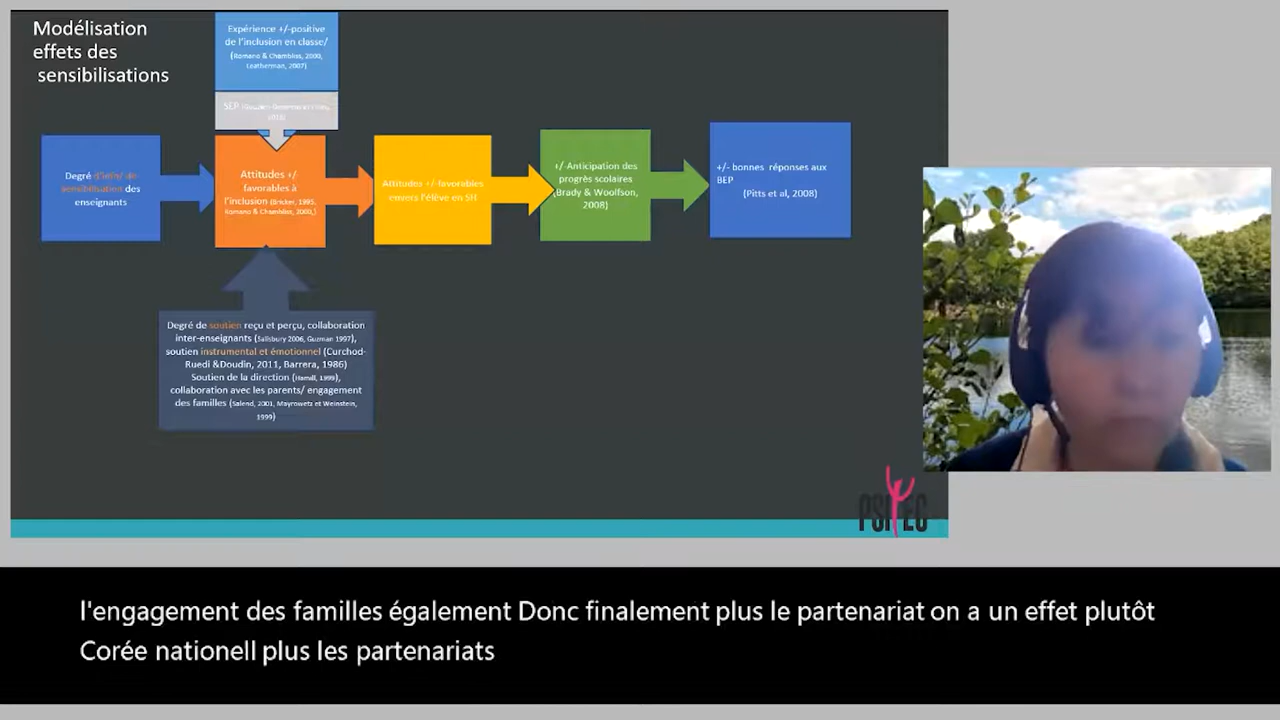 Modélisation
effets des
sensibilisations
Expérience +/-positive
de l'inclusion en classe/
(Romano & Chambliss, 2000,
Leatherman, 2007)
SEP
Degré d'info/ de
sensibilisation des
enseignants
Attitudes +/
favorables à
l'inclusion (Bricker, 1995,
Romano & Chambliss, 2000,)
Attitudes +/-favorables
envers l'élève en SH
+/-Anticipation des
progrès scolaires
(Brady & Woolfson,
2008)
+/- bonnes réponses aux
BEP
(Pitts et al, 2008)
Degré de soutien reçu et perçu, collaboration
inter-enseignants (Salisbury 2006, Guzman 1997),
soutien instrumental et émotionnel (Curchod-
Ruedi &Doudin, 2011, Barrera, 1986)
Soutien de la direction (Hamill, 1999),
collaboration avec les parents/ engagement
des familles (Salend, 2001, Mayrowetz et Weinstein,
1999)
l'engagement des familles également Donc finalement plus le partenariat on a un effet plutôt
Corée nationell plus les partenariats